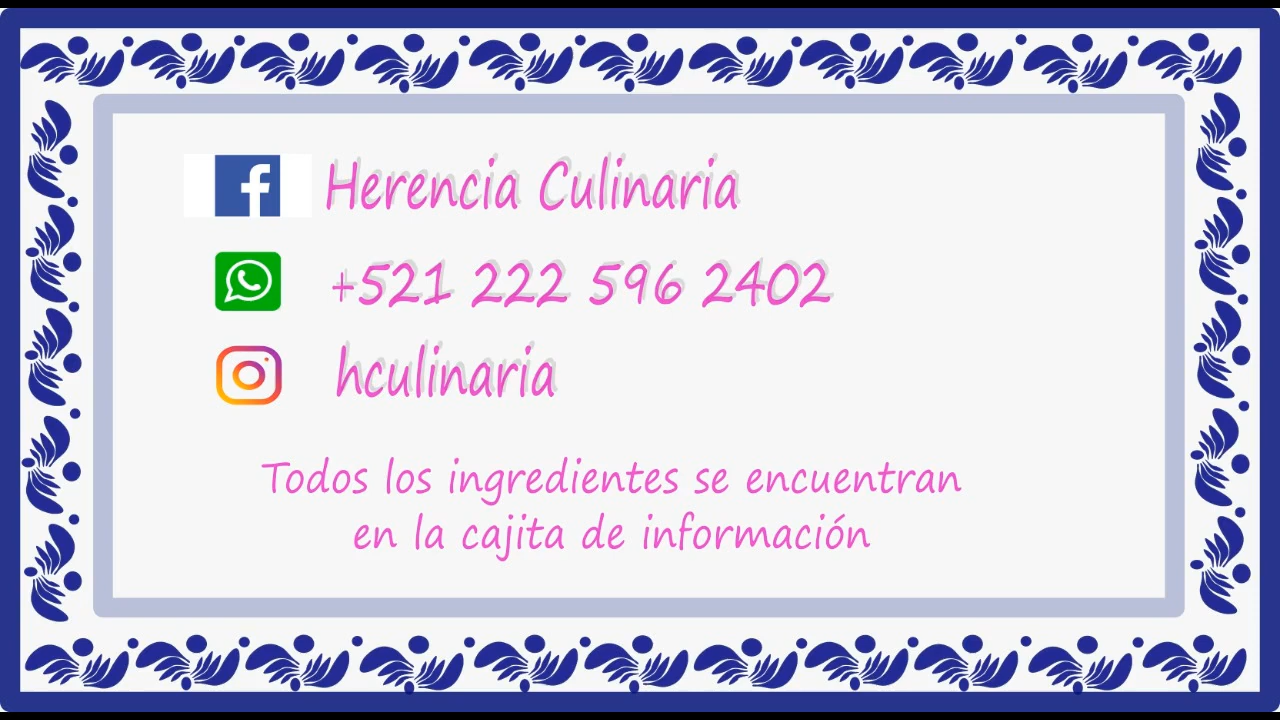 Herencia Culinaria
+521 222 596 2402
hculinaria
Todos los ingredientes se encuentran
en la cajita de información